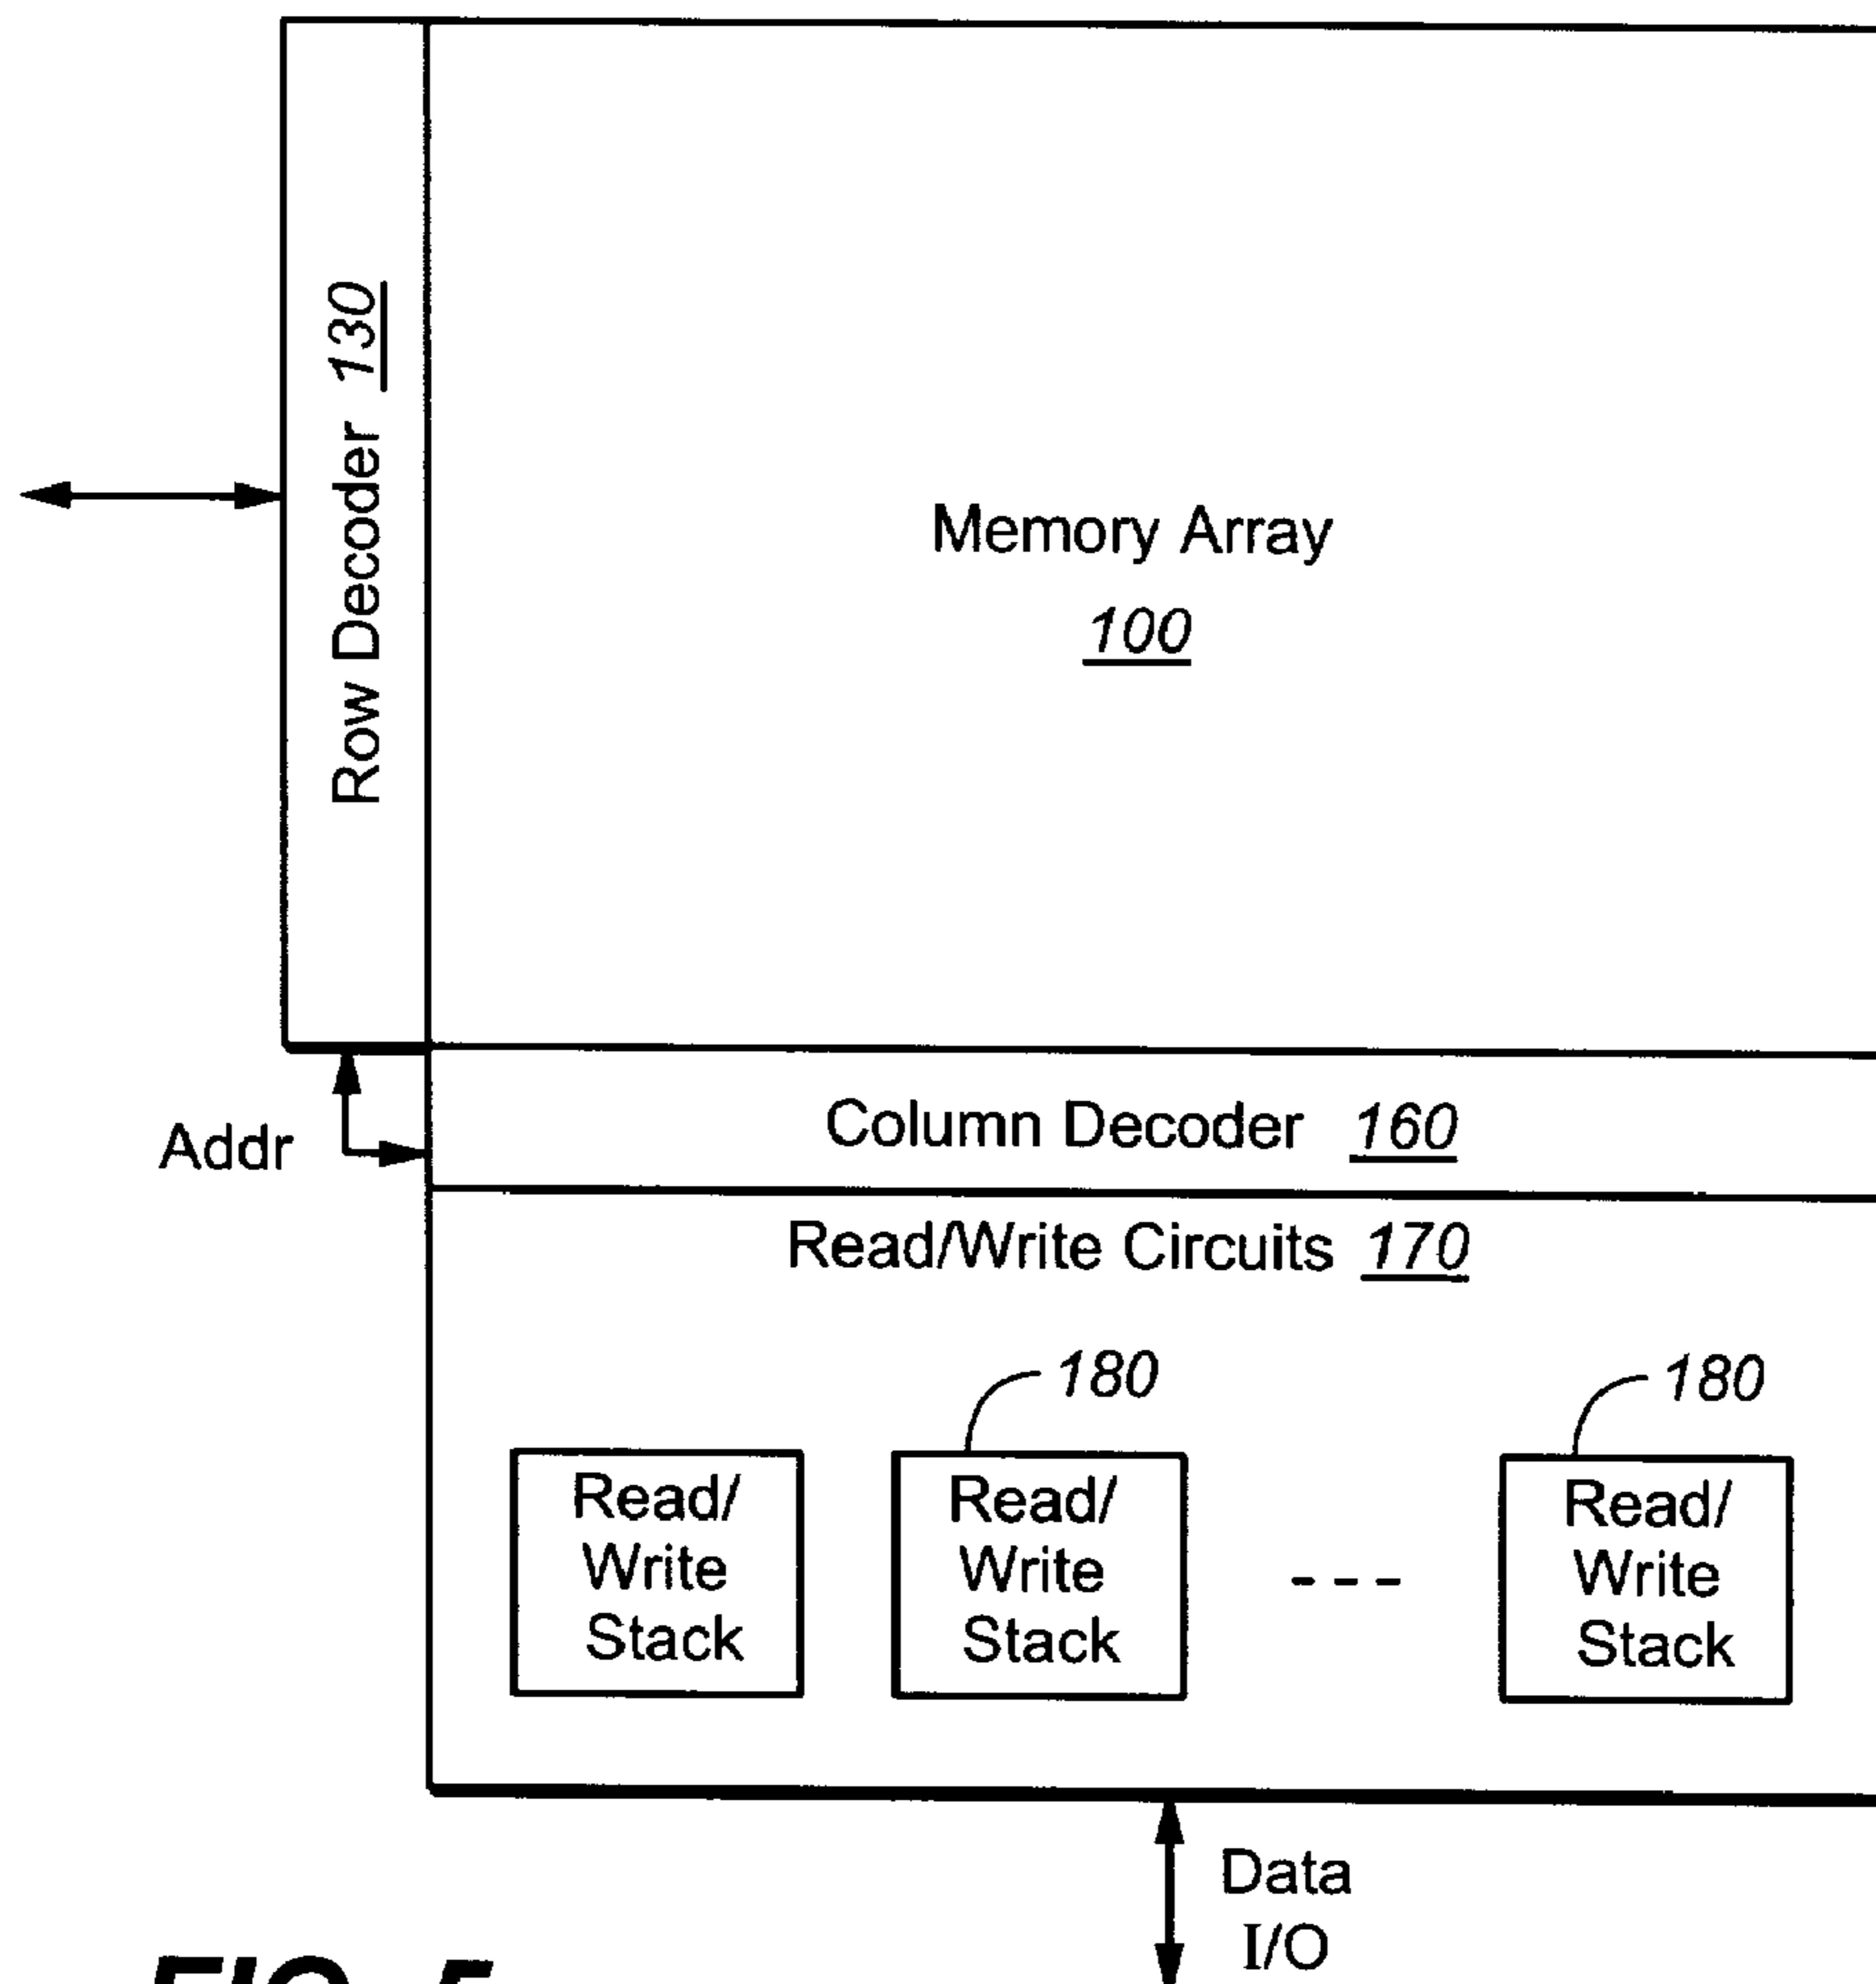 Row Decoder 130
Memory Array
100
Addr
Column Decoder 160
Read/Write Circuits 170
180
180
Read/
Write
Stack
Read/
Write
Stack
- - -
Read/
Write
Stack
Data
I/O